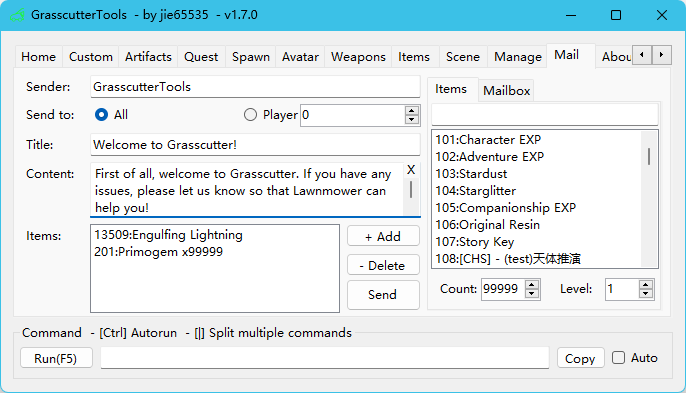 GrasscutterTools - by jie65535 - v1.7.0
Home Custom Artifacts Quest Spawn Avatar Weapons Items Scene Manage Mail Abou
Sender: GrasscutterTools
Send to: All Player 0
Title: Welcome to Grasscutter!
Content: First of all, welcome to Grasscutter. If you have any X
issues, please let us know so that Lawnmower can
help you!
Items: 13509:Engulfing Lightning
201:Primogem x99999
+ Add
- Delete
Send
Items Mailbox
101:Character EXP
102:Adventure EXP
103:Stardust
104:Starglitter
105:Companionship EXP
106:Original Resin
107:Story Key
108:[CHS] - (test)天体推演
Count: 99999 Level: 1
Command - [Ctrl] Autorun - [|] Split multiple commands
Run(F5) Copy Auto